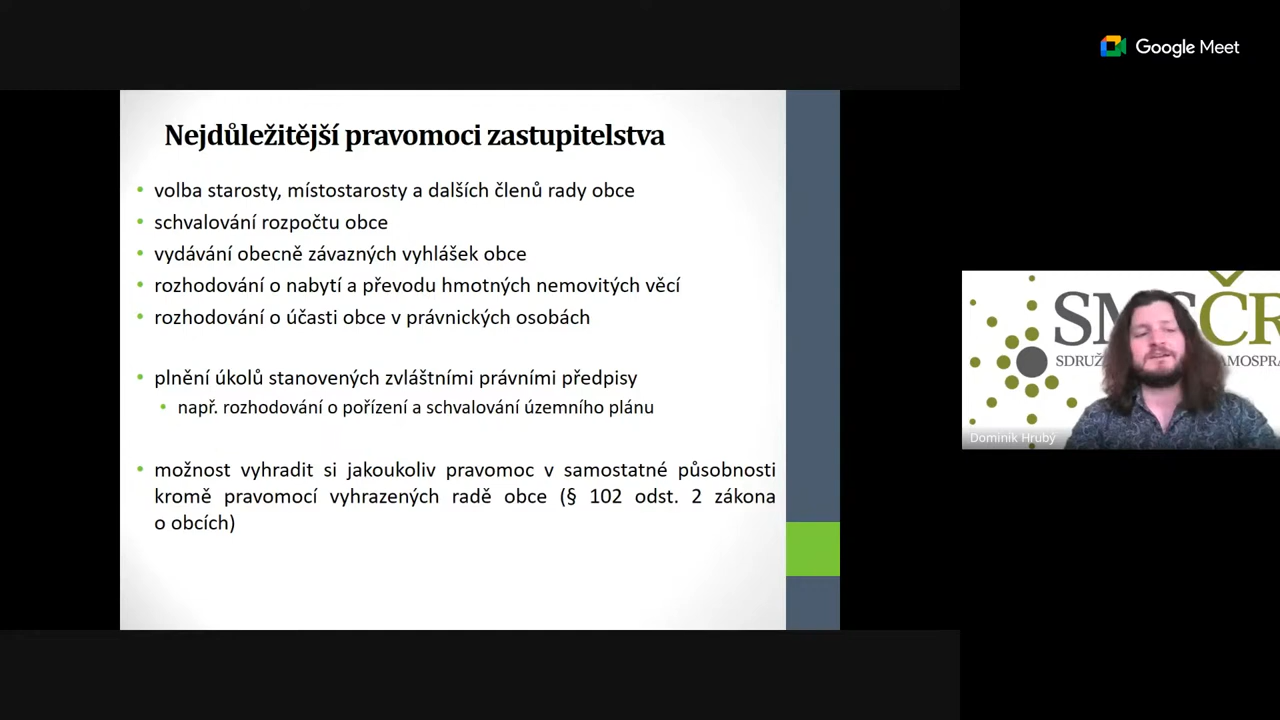 Google Meet
Nejdůležitější pravomoci zastupitelstva
• volba starosty, místostarosty a dalších členů rady obce
• schvalování rozpočtu obce
• vydávání obecně závazných vyhlášek obce
• rozhodování o nabytí a převodu hmotných nemovitých věcí
• rozhodování o účasti obce v právnických osobách
• plnění úkolů stanovených zvláštními právními předpisy
• např. rozhodování o pořízení a schvalování územního plánu
• možnost vyhradit si jakoukoliv pravomoc v samostatné působnosti
kromě pravomocí vyhrazených radě obce (§ 102 odst. 2 zákona
o obcích)
ČR
Dominik Hrubý